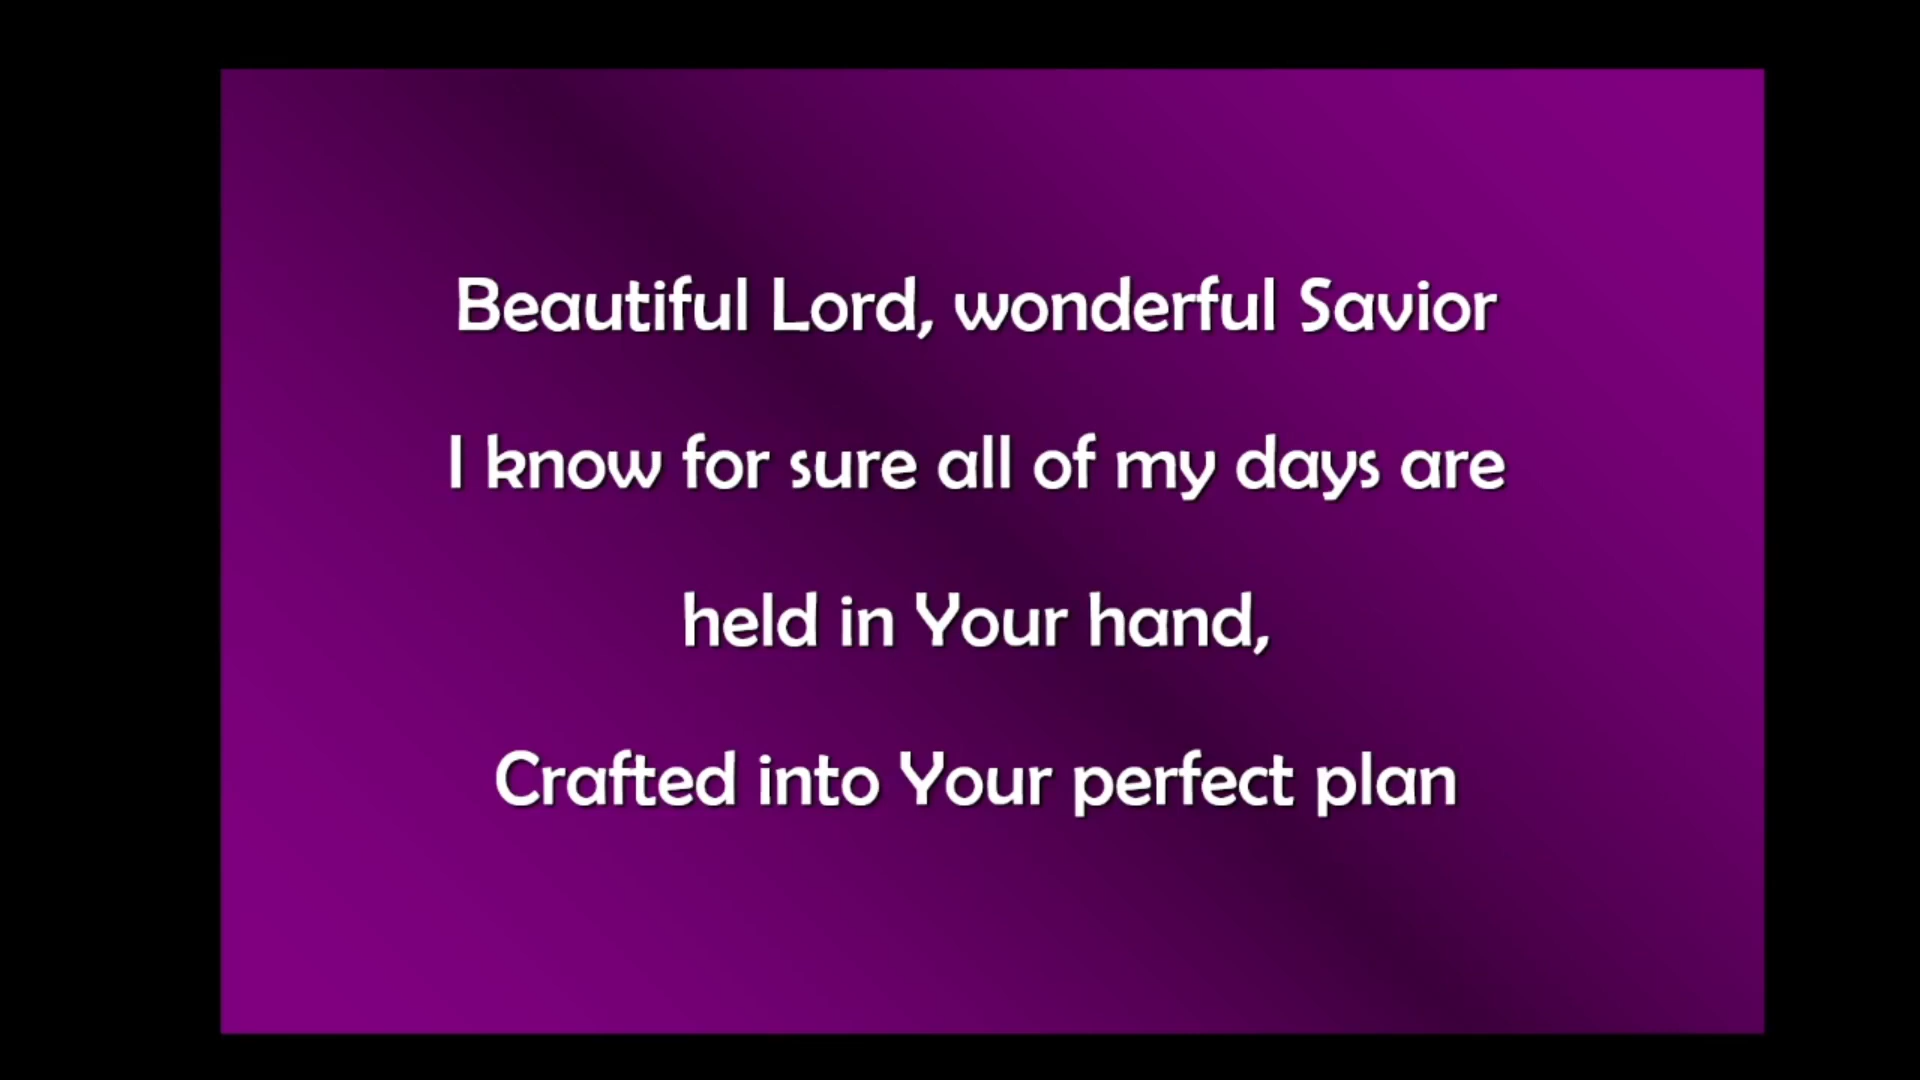 Beautiful Lord, wonderful Savior
I know for sure all of my days are
held in Your hand,
Crafted into Your perfect plan